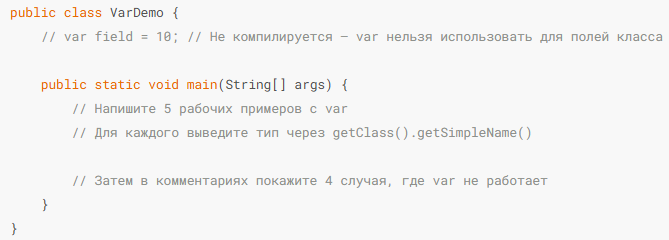 public class VarDemo {
    // var field = 10; // Не компилируется — var нельзя использовать для полей класса

    public static void main(String[] args) {
        // Напишите 5 рабочих примеров с var
        // Для каждого выведите тип через getClass().getSimpleName()

        // Затем в комментариях покажите 4 случая, где var не работает
    }
}